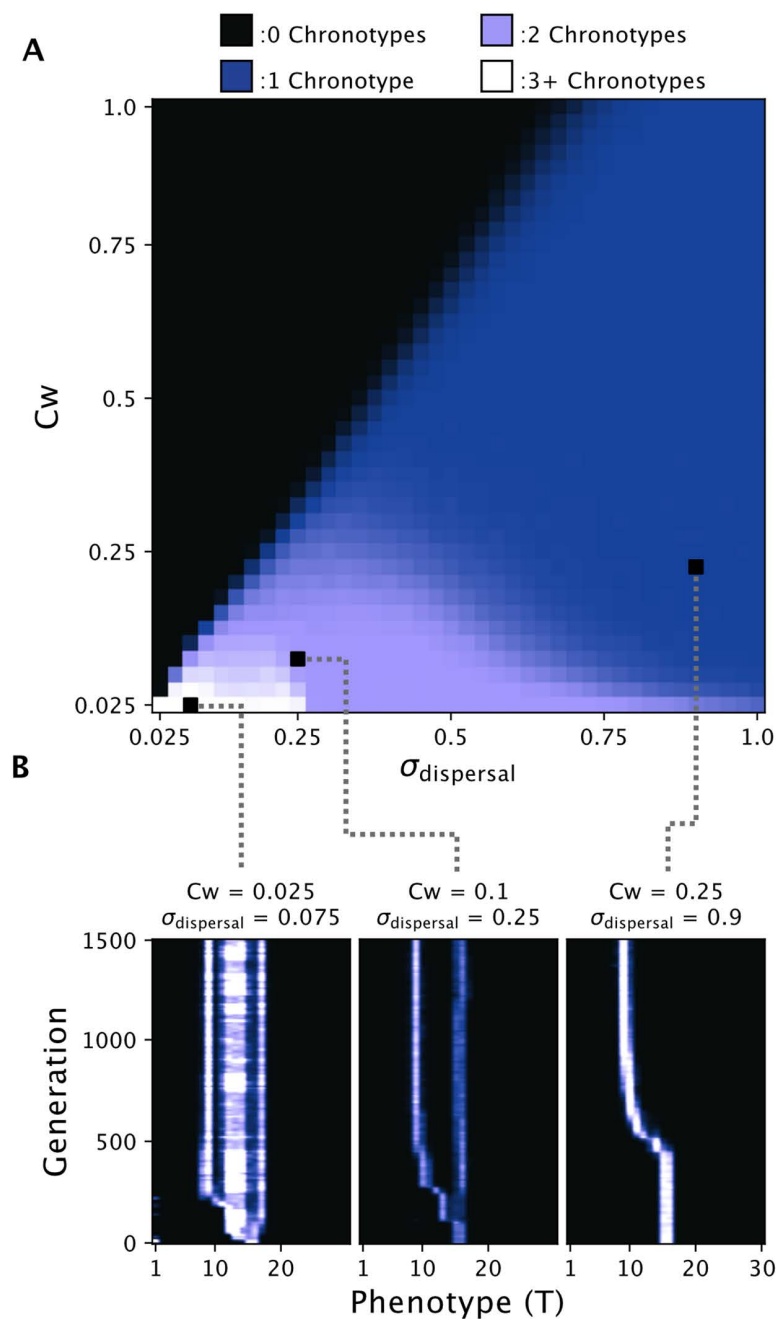 A
:0 Chronotypes
:2 Chronotypes
:1 Chronotype
:3+ Chronotypes
1.0
0.75
0.5
0.25
0.025
Cw
0.025
0.25
0.5
0.75
1.0
σdispersal
B
Cw = 0.025
σdispersal = 0.075
Cw = 0.1
σdispersal = 0.25
Cw = 0.25
σdispersal = 0.9
1500
1000
500
0
Generation
1 10 20
1 10 20
1 10 20 30
Phenotype (T)